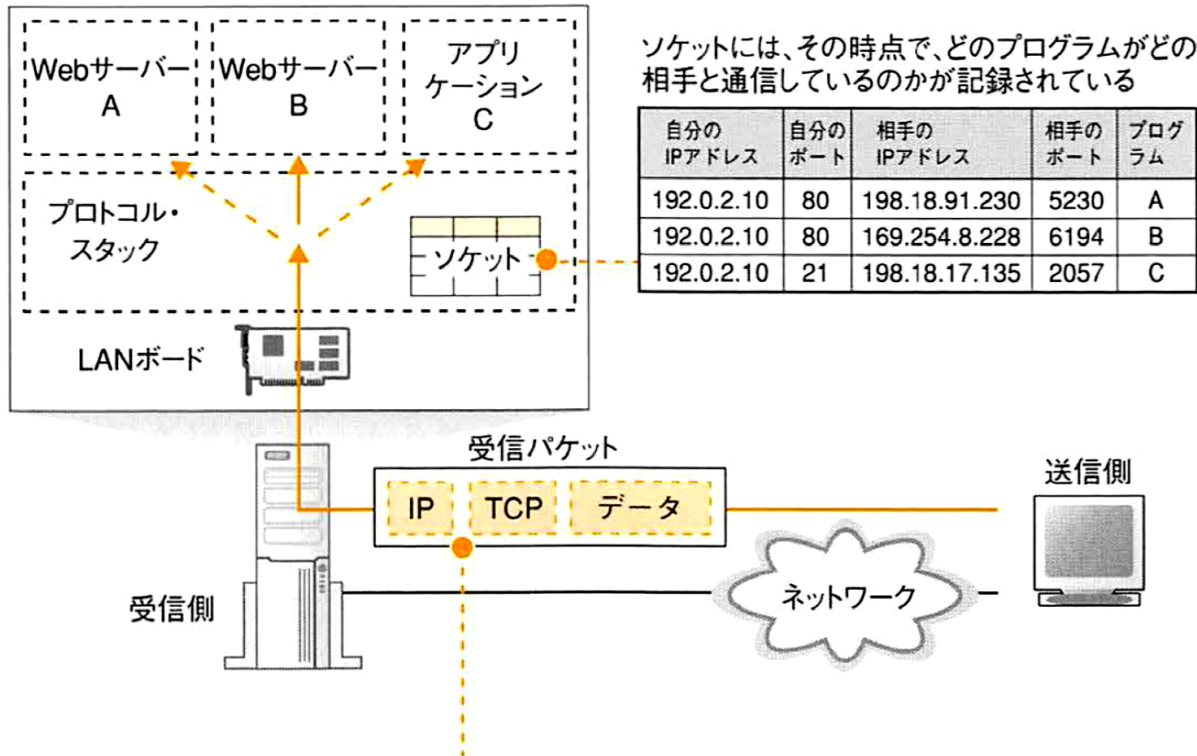 Webサーバー
A
Webサーバー
B
アプリ
ケーション
C
プロトコル・
スタック
ソケット
LANボード
ソケットには、その時点で、どのプログラムがどの
相手と通信しているのかが記録されている
自分の
IPアドレス
自分の
ポート
相手の
IPアドレス
相手の
ポート
プログ
ラム
192.0.2.10 80 198.18.91.230 5230 A
192.0.2.10 80 169.254.8.228 6194 B
192.0.2.10 21 198.18.17.135 2057 C
受信パケット
IP TCP データ
送信側
受信側
ネットワーク